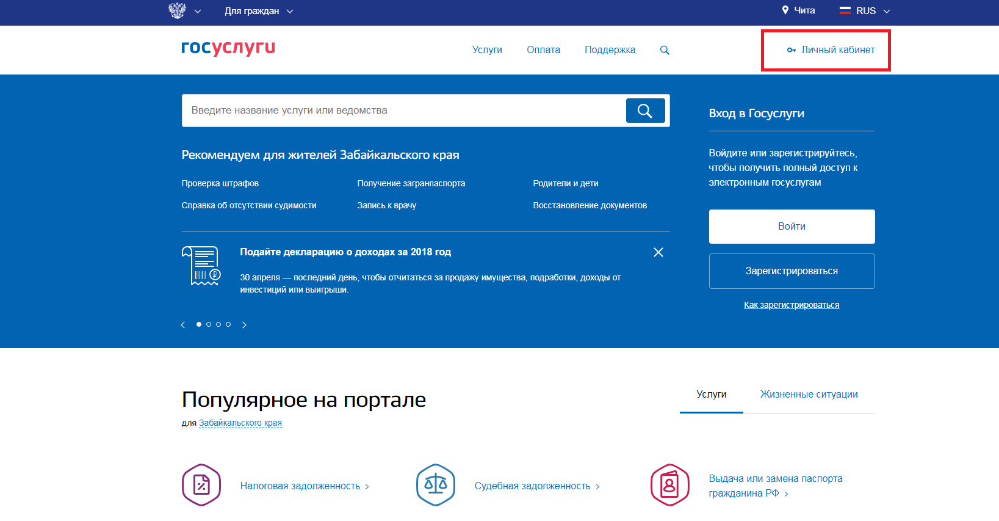 Для граждан
Чита
RUS
госуслуги
Услуги
Оплата
Поддержка
Личный кабинет
Введите название услуги или ведомства
Рекомендуем для жителей Забайкальского края
Проверка штрафов
Получение загранпаспорта
Родители и дети
Справка об отсутствии судимости
Запись к врачу
Восстановление документов
Подайте декларацию о доходах за 2018 год
30 апреля — последний день, чтобы отчитаться за продажу имущества, подработки, доходы от
инвестиций или выигрыши.
Вход в Госуслуги
Войдите или зарегистрируйтесь,
чтобы получить полный доступ к
электронным госуслугам
Войти
Зарегистрироваться
Как зарегистрироваться
Популярное на портале
для Забайкальского края
Услуги
Жизненные ситуации
Налоговая задолженность
Судебная задолженность
Выдача или замена паспорта
гражданина РФ